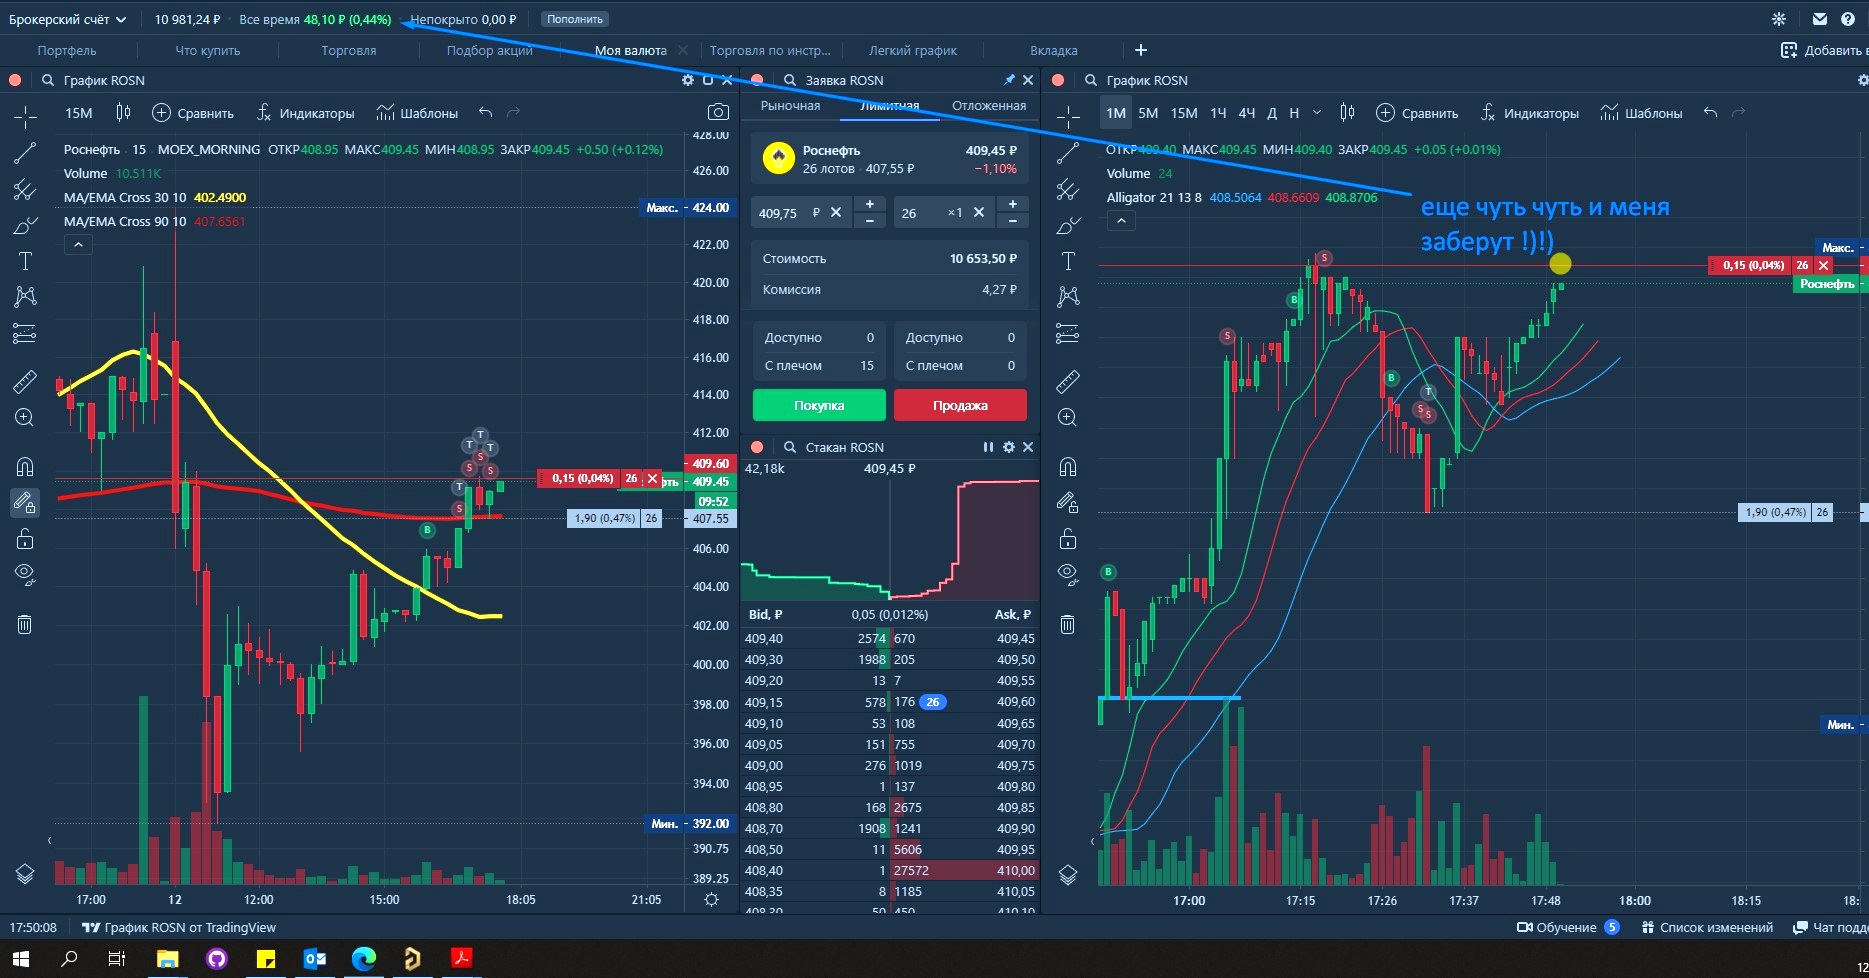 Брокерский счёт 10 981,24 ₽ · Все время 48,10 ₽ (0,44%) · Непокрыто 0,00 ₽ Пополнить
Портфель Что купить Торговля Подбор акций Моя валюта Торговля по инстр... Легкий график Вкладка + Добавить
График ROSN
15М Сравнить Индикаторы Шаблоны
Роснефть · 15 · MOEX_MORNING ОТКР408.95 МАКС409.45 МИН408.95 ЗАКР409.45 +0.50 (+0.12%)
Volume 10.511K
MA/EMA Cross 30 10 402.4900
MA/EMA Cross 90 10 407.6561
428.00
426.00
Макс. 424.00
422.00
420.00
418.00
416.00
414.00
412.00
409.60
0,15 (0,04%) 26 409.45
09:52
1,90 (0,47%) 26 407.55
406.00
404.00
402.00
400.00
398.00
396.00
394.00
Мин. 392.00
390.75
389.25
T T T S S S T S B
17:00 12 12:00 15:00 18:05 21:05
Заявка ROSN
Рыночная Лимитная Отложенная
Роснефть 409,45 ₽
26 лотов · 407,55 ₽ −1,10%
409,75 ₽ 26 ×1
Стоимость 10 653,50 ₽
Комиссия 4,27 ₽
Доступно 0 Доступно 0
С плечом 15 С плечом 0
Покупка Продажа
Стакан ROSN
42,18k 409,45 ₽
Bid, ₽ 0,05 (0,012%) Ask, ₽
409,40 2574 670 409,45
409,30 1988 205 409,50
409,20 13 7 409,55
409,15 578 176 26 409,60
409,10 53 108 409,65
409,05 151 755 409,70
409,00 276 1019 409,75
408,95 1 137 409,80
408,80 168 2675 409,85
408,70 1908 1241 409,90
408,50 11 5606 409,95
408,40 1 27572 410,00
408,35 8 1185 410,05
408,30 50 450 410,10
График ROSN
1М 5М 15М 1Ч 4Ч Д Н Сравнить Индикаторы Шаблоны
ОТКР409.40 МАКС409.45 МИН409.40 ЗАКР409.45 +0.05 (+0.01%)
Volume 24
Alligator 21 13 8 408.5064 408.6609 408.8706
еще чуть чуть и меня
заберут !)!)
Макс.
0,15 (0,04%) 26
Роснефть
1,90 (0,47%) 26
Мин.
S B S B T S S B
17:00 17:15 17:26 17:37 17:48 18:00 18:15
17:50:08 График ROSN от TradingView Обучение 5 Список изменений Чат подде